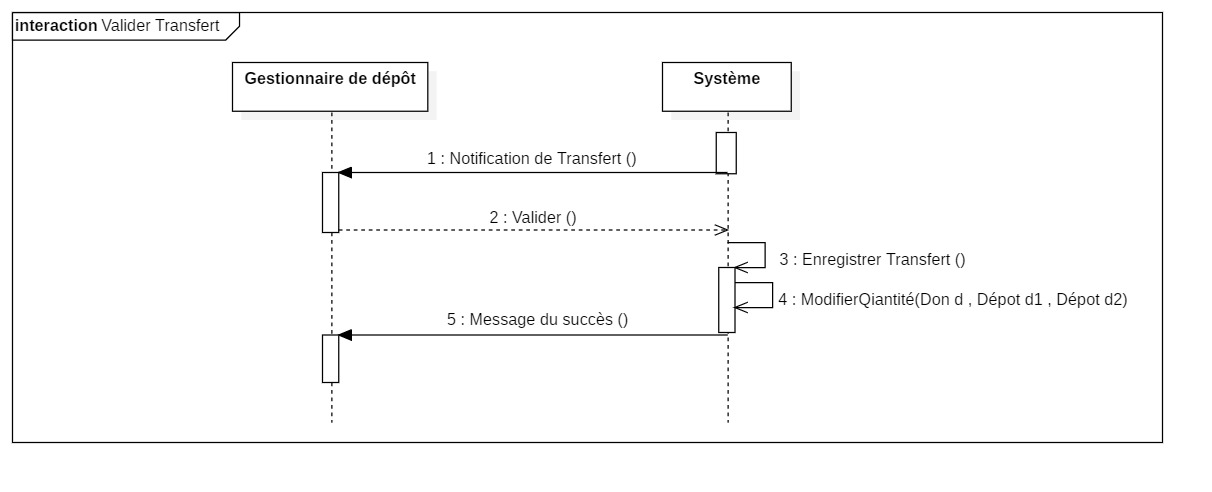 interaction Valider Transfert
Gestionnaire de dépôt
Système
1 : Notification de Transfert ()
2 : Valider ()
3 : Enregistrer Transfert ()
4 : ModifierQiantité(Don d , Dépot d1 , Dépot d2)
5 : Message du succès ()